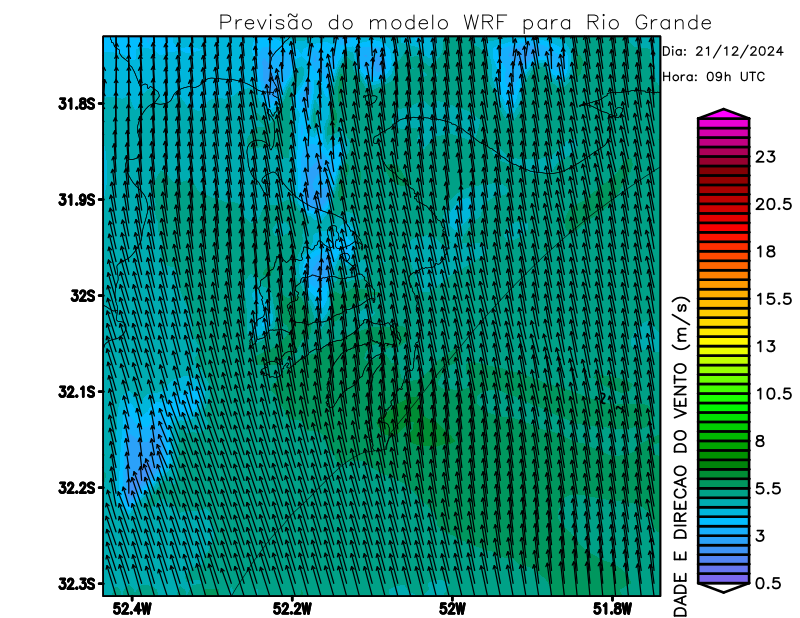 Previsão do modelo WRF para Rio Grande
Dia: 21/12/2024
Hora: 09h UTC
31.8S
31.9S
32S
32.1S
32.2S
32.3S
52.4W
52.2W
52W
51.8W
DADE E DIRECAO DO VENTO (m/s)
23
20.5
18
15.5
13
10.5
8
5.5
3
0.5